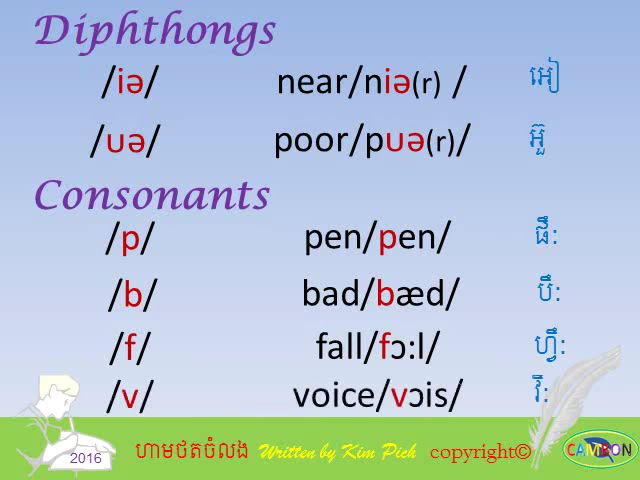 Diphthongs
/iə/ near/niə(r) / អៀ
/ʊə/ poor/pʊə(r)/ អ៊ួ
Consonants
/p/ pen/pen/ ផឹៈ
/b/ bad/bæd/ បឹៈ
/f/ fall/fɔ:l/ ហ្វឹៈ
/v/ voice/vɔis/ វឹៈ
2016 ហាមថតចំលង Written by Kim Pich copyright© CAMBON